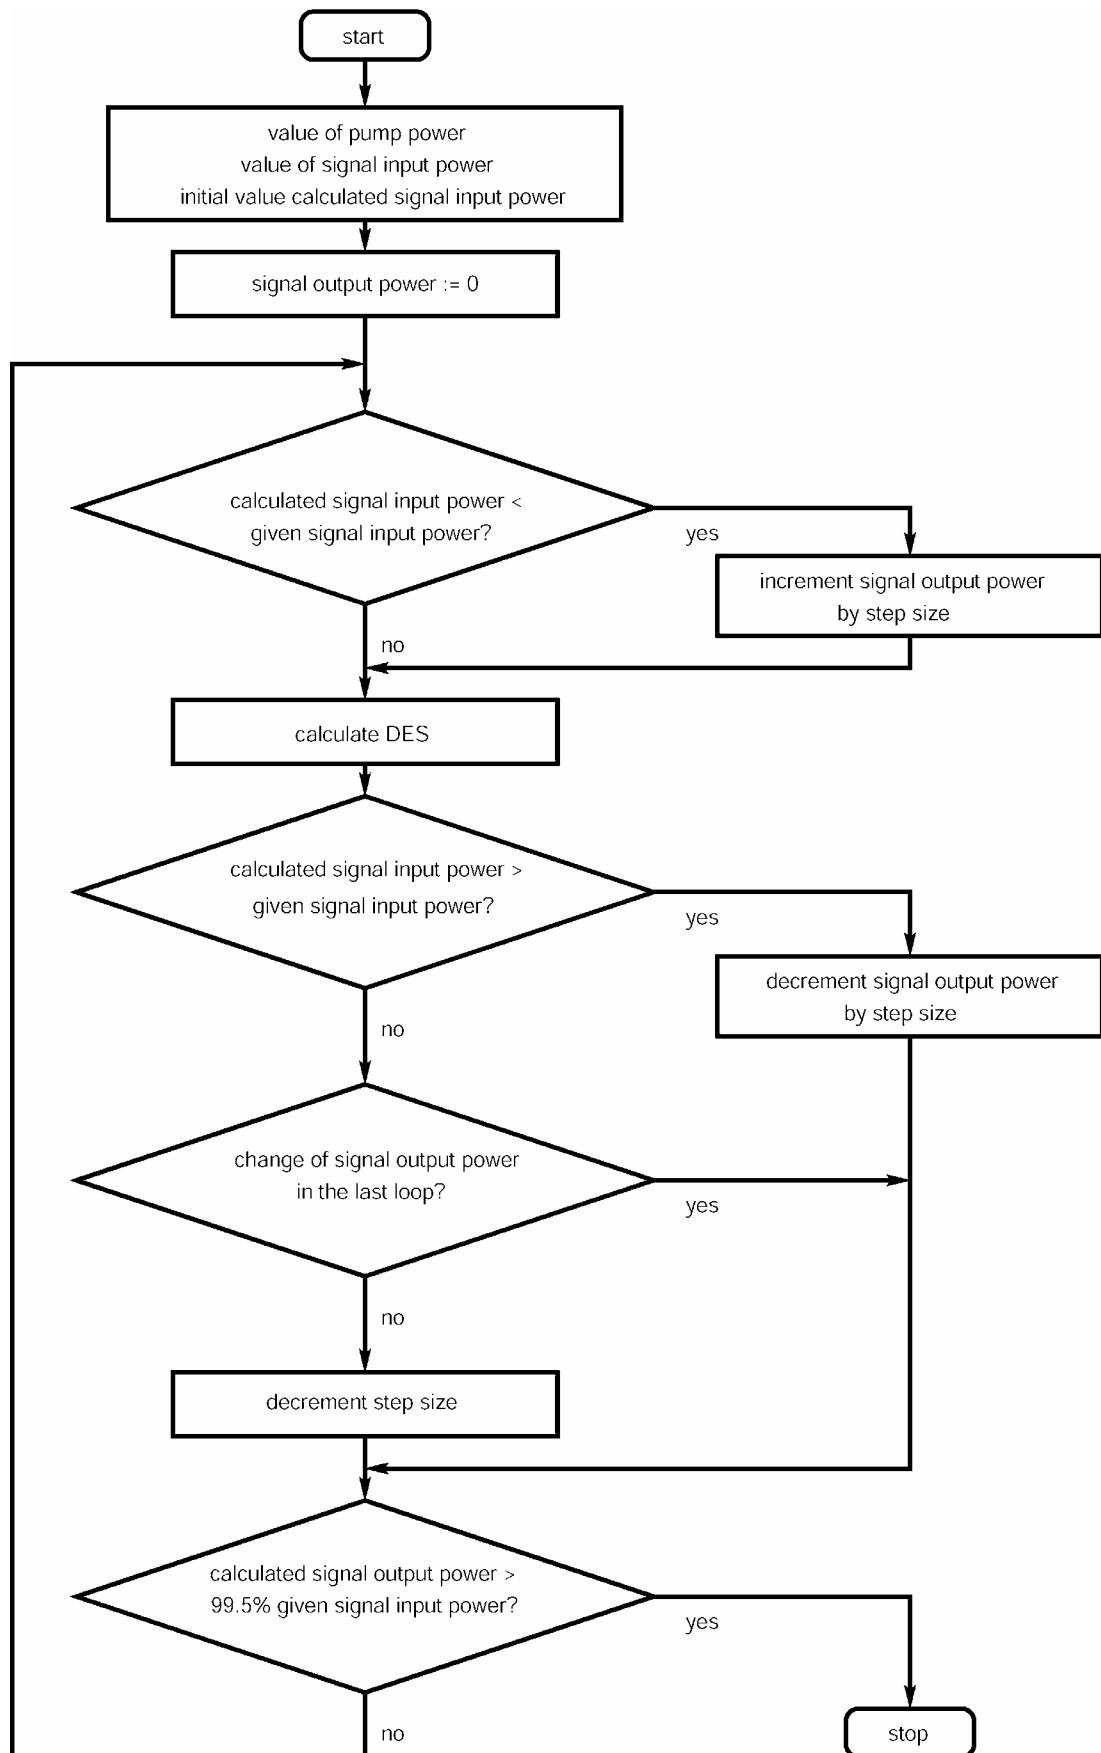 start
value of pump power
value of signal input power
initial value calculated signal input power
signal output power := 0
calculated signal input power <
given signal input power?
yes
increment signal output power
by step size
no
calculate DES
calculated signal input power >
given signal input power?
yes
decrement signal output power
by step size
no
change of signal output power
in the last loop?
yes
no
decrement step size
calculated signal output power >
99.5% given signal input power?
yes
no
stop